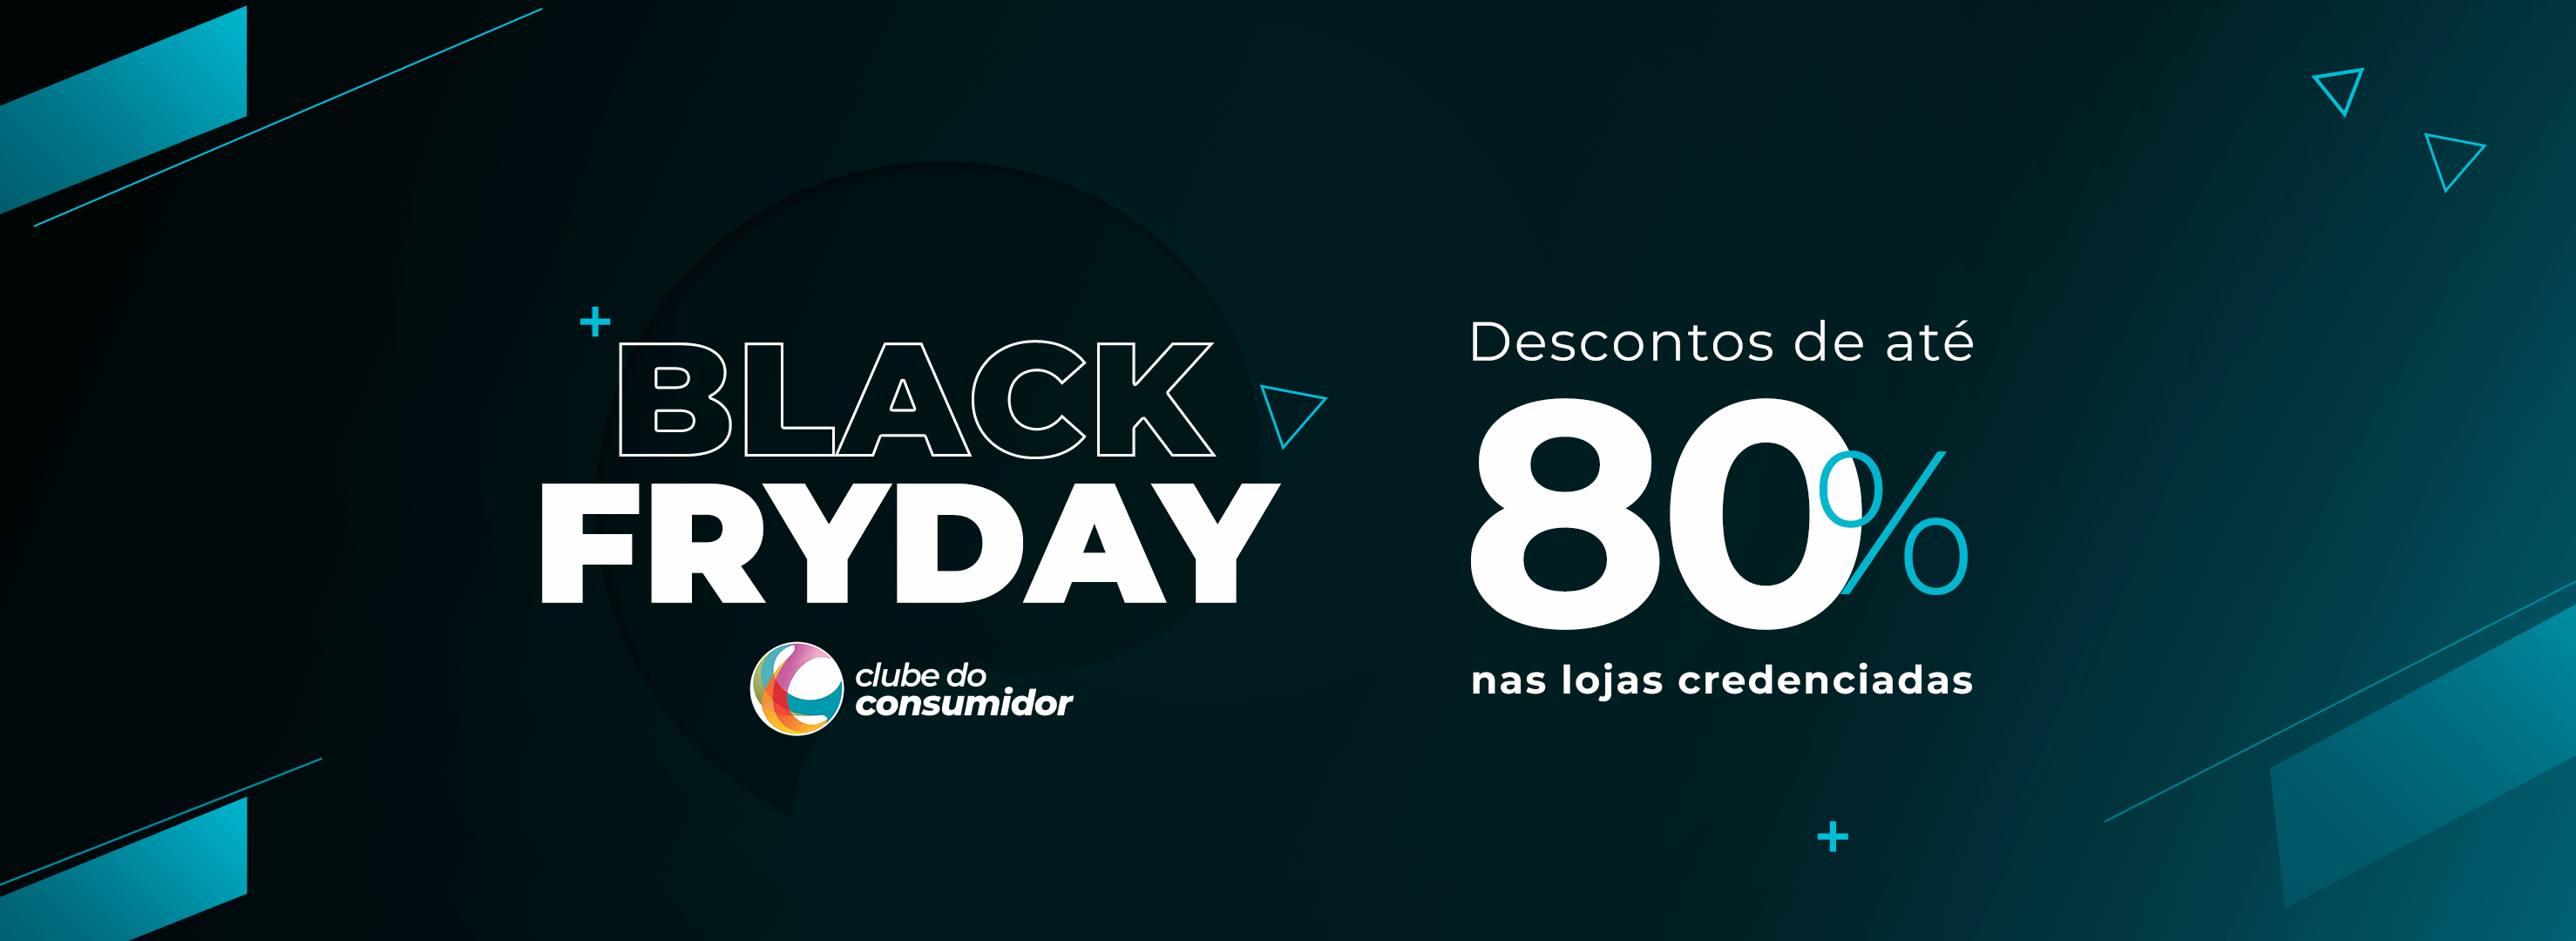 BLACK
FRYDAY
clube do
consumidor
Descontos de até
80%
nas lojas credenciadas